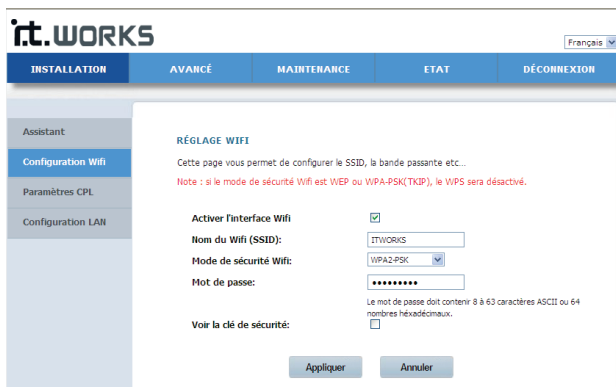 i.t.WORKS
Français
INSTALLATION AVANCÉ MAINTENANCE ETAT DÉCONNEXION
Assistant
Configuration Wifi
Paramètres CPL
Configuration LAN
RÉGLAGE WIFI
Cette page vous permet de configurer le SSID, la bande passante etc...
Note : si le mode de sécurité Wifi est WEP ou WPA-PSK(TKIP), le WPS sera désactivé.
Activer l'interface Wifi
Nom du Wifi (SSID): ITWORKS
Mode de sécurité Wifi: WPA2-PSK
Mot de passe: •••••••••
Le mot de passe doit contenir 8 à 63 caractères ASCII ou 64
nombres héxadécimaux.
Voir la clé de sécurité:
Appliquer Annuler